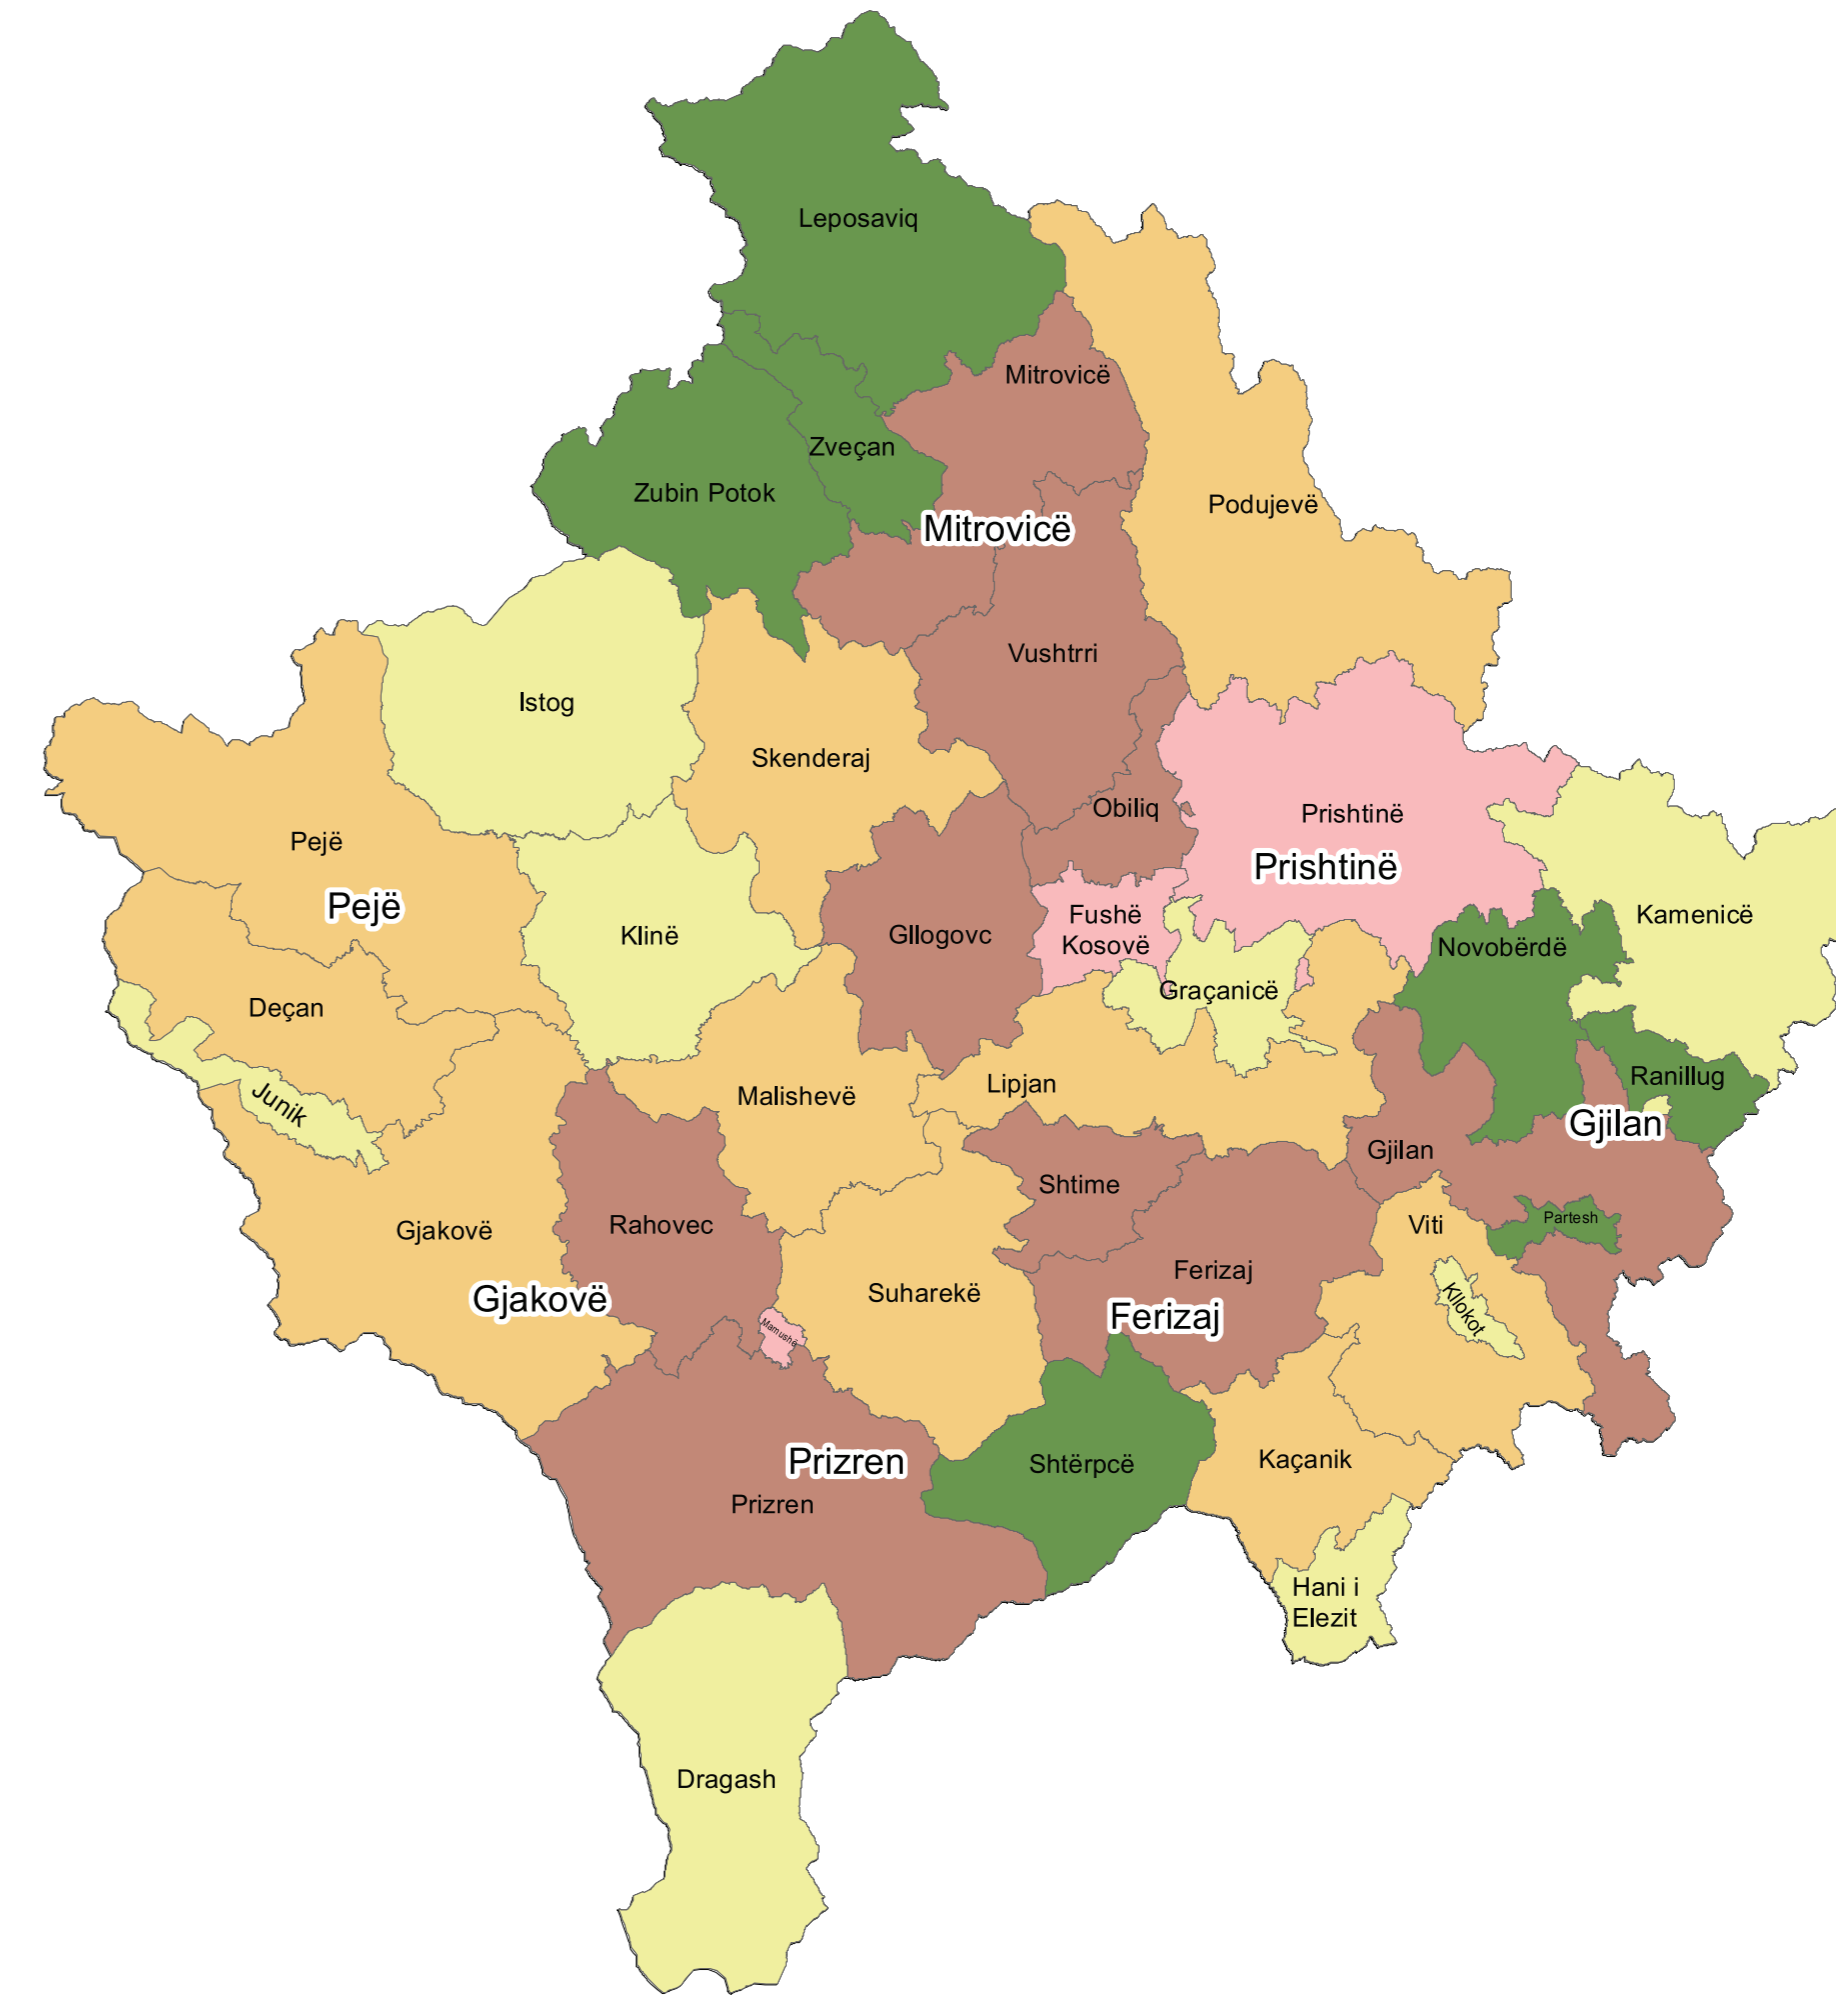 Leposaviq
Mitrovicë
Zveçan
Zubin Potok
Podujevë
Mitrovicë
Vushtrri
Istog
Skenderaj
Obiliq
Prishtinë
Pejë
Prishtinë
Pejë
Fushë
Kosovë
Kamenicë
Klinë
Gllogovc
Novobërdë
Graçanicë
Deçan
Ranillug
Lipjan
Malishevë
Junik
Gjilan
Gjilan
Shtime
Partesh
Rahovec
Viti
Gjakovë
Ferizaj
Suharekë
Gjakovë
Kllokot
Ferizaj
Mamushë
Kaçanik
Prizren
Shtërpcë
Prizren
Hani i
Elezit
Dragash